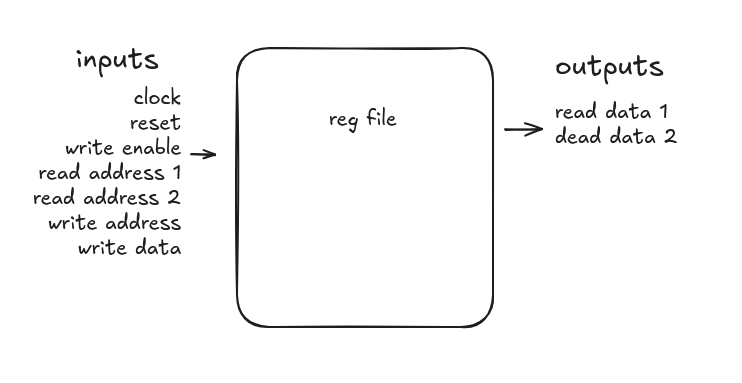 inputs
clock
reset
write enable
read address 1
read address 2
write address
write data
reg file
outputs
read data 1
dead data 2